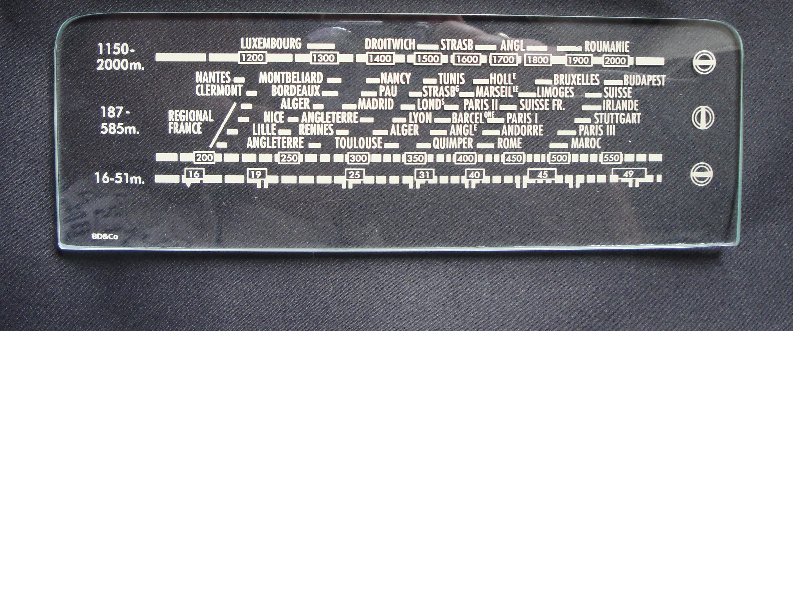 LUXEMBOURG DROITWICH STRASB ANGL ROUMANIE
1150-2000m. 1200 1300 1400 1500 1600 1700 1800 1900 2000
NANTES MONTBELIARD NANCY TUNIS HOLLE BRUXELLES BUDAPEST
CLERMONT BORDEAUX PAU STRASBG MARSEILEE LIMOGES SUISSE
ALGER MADRID LONDS PARIS II SUISSE FR. IRLANDE
187-585m. REGIONAL FRANCE NICE ANGLETERRE LYON BARCELONE PARIS I STUTTGART
LILLE RENNES ALGER ANGLE ANDORRE PARIS III
ANGLETERRE TOULOUSE QUIMPER ROME MAROC
200 250 300 350 400 450 500 550
16-51m. 16 19 25 31 40 45 49
BD&Co